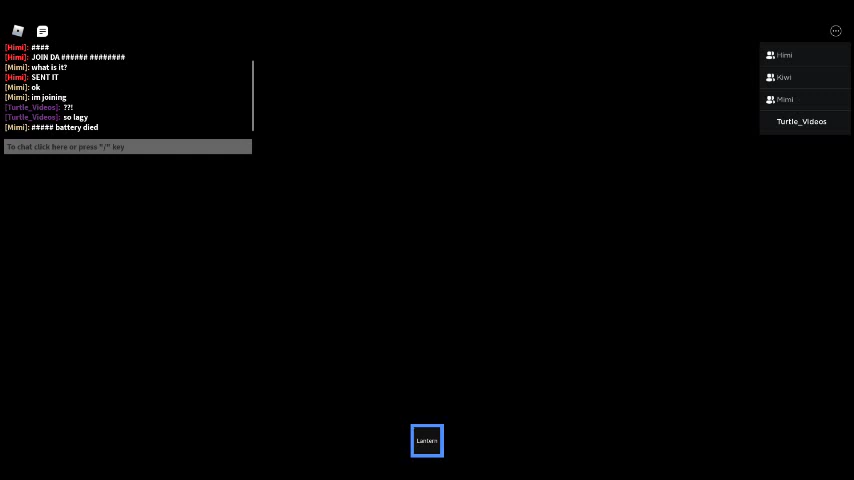 [Himi]: ####
[Himi]: JOIN DA ###### ########
[Mimi]: what is it?
[Himi]: SENT IT
[Mimi]: ok
[Mimi]: im joining
[Turtle_Videos]: ??!
[Turtle_Videos]: so lagy
[Mimi]: ##### battery died
To chat click here or press "/" key
Himi
Kiwi
Mimi
Turtle_Videos
Lantern